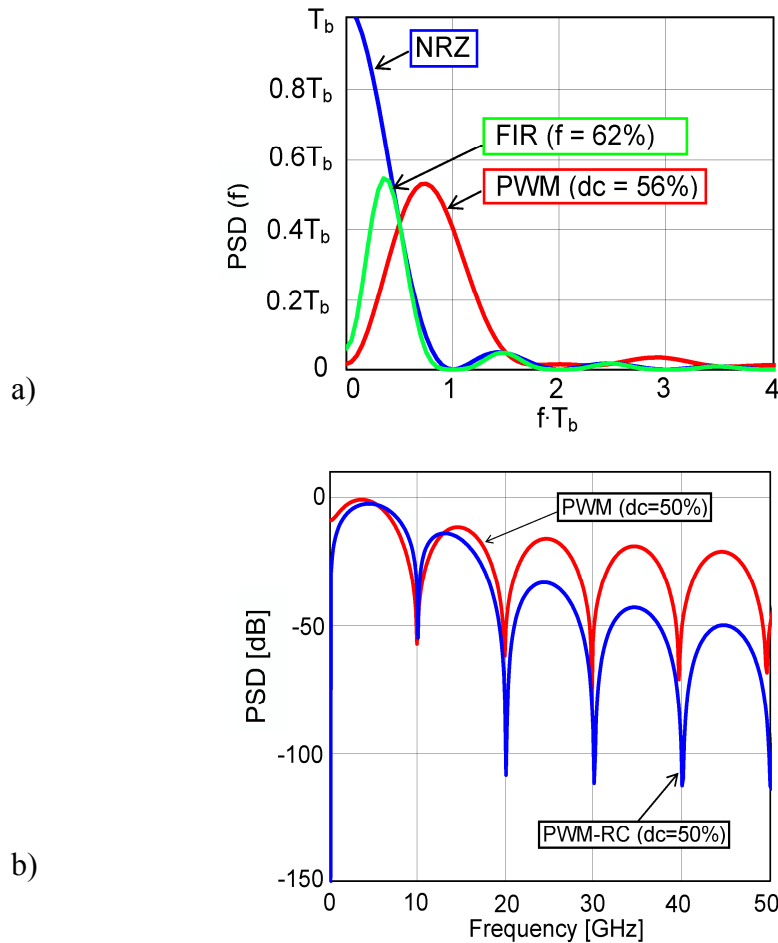 T_b
NRZ
0.8T_b
FIR (f = 62%)
0.6T_b
PWM (dc = 56%)
PSD (f)
0.4T_b
0.2T_b
0
0 1 2 3 4
f·T_b
a)
0
PWM (dc=50%)
-50
PSD [dB]
-100
PWM-RC (dc=50%)
-150
0 10 20 30 40 50
Frequency [GHz]
b)